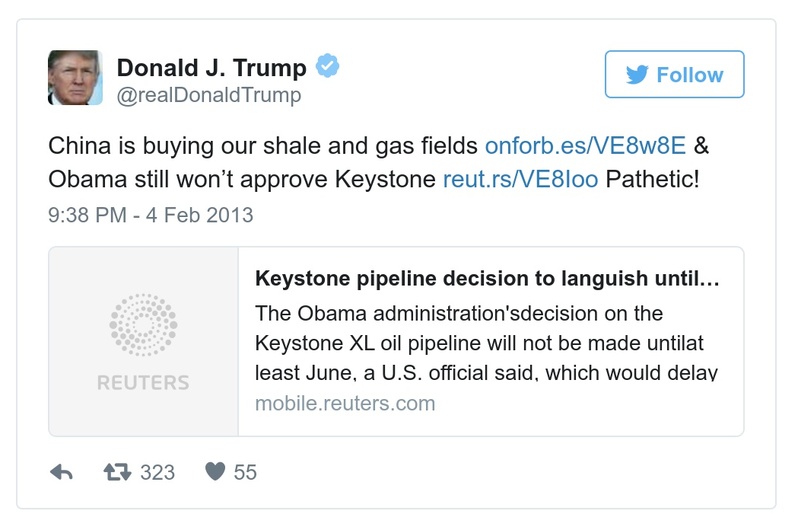 Donald J. Trump
@realDonaldTrump
Follow
China is buying our shale and gas fields onforb.es/VE8w8E &
Obama still won’t approve Keystone reut.rs/VE8Ioo Pathetic!
9:38 PM - 4 Feb 2013
Keystone pipeline decision to languish until…
The Obama administration'sdecision on the
Keystone XL oil pipeline will not be made untilat
least June, a U.S. official said, which would delay
mobile.reuters.com
REUTERS
323
55